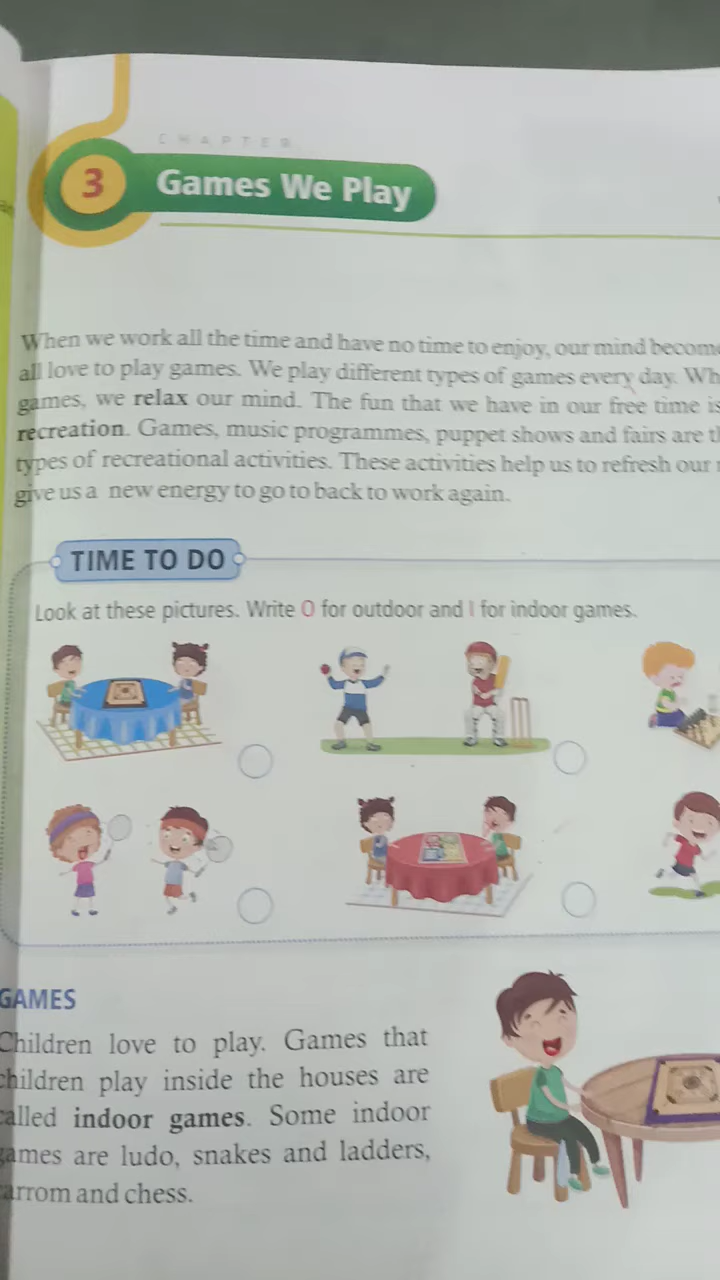 CHAPTER
3 Games We Play
When we work all the time and have no time to enjoy, our mind
all love to play games. We play different types of games every day.
games, we relax our mind. The fun that we have in our free time is
recreation. Games, music programmes, puppet shows and fairs are
types of recreational activities. These activities help us to refresh our
give us a new energy to go to back to work again.
TIME TO DO
Look at these pictures. Write O for outdoor and I for indoor games.
GAMES
Children love to play. Games that
children play inside the houses are
called indoor games. Some indoor
games are ludo, snakes and ladders,
carrom and chess.